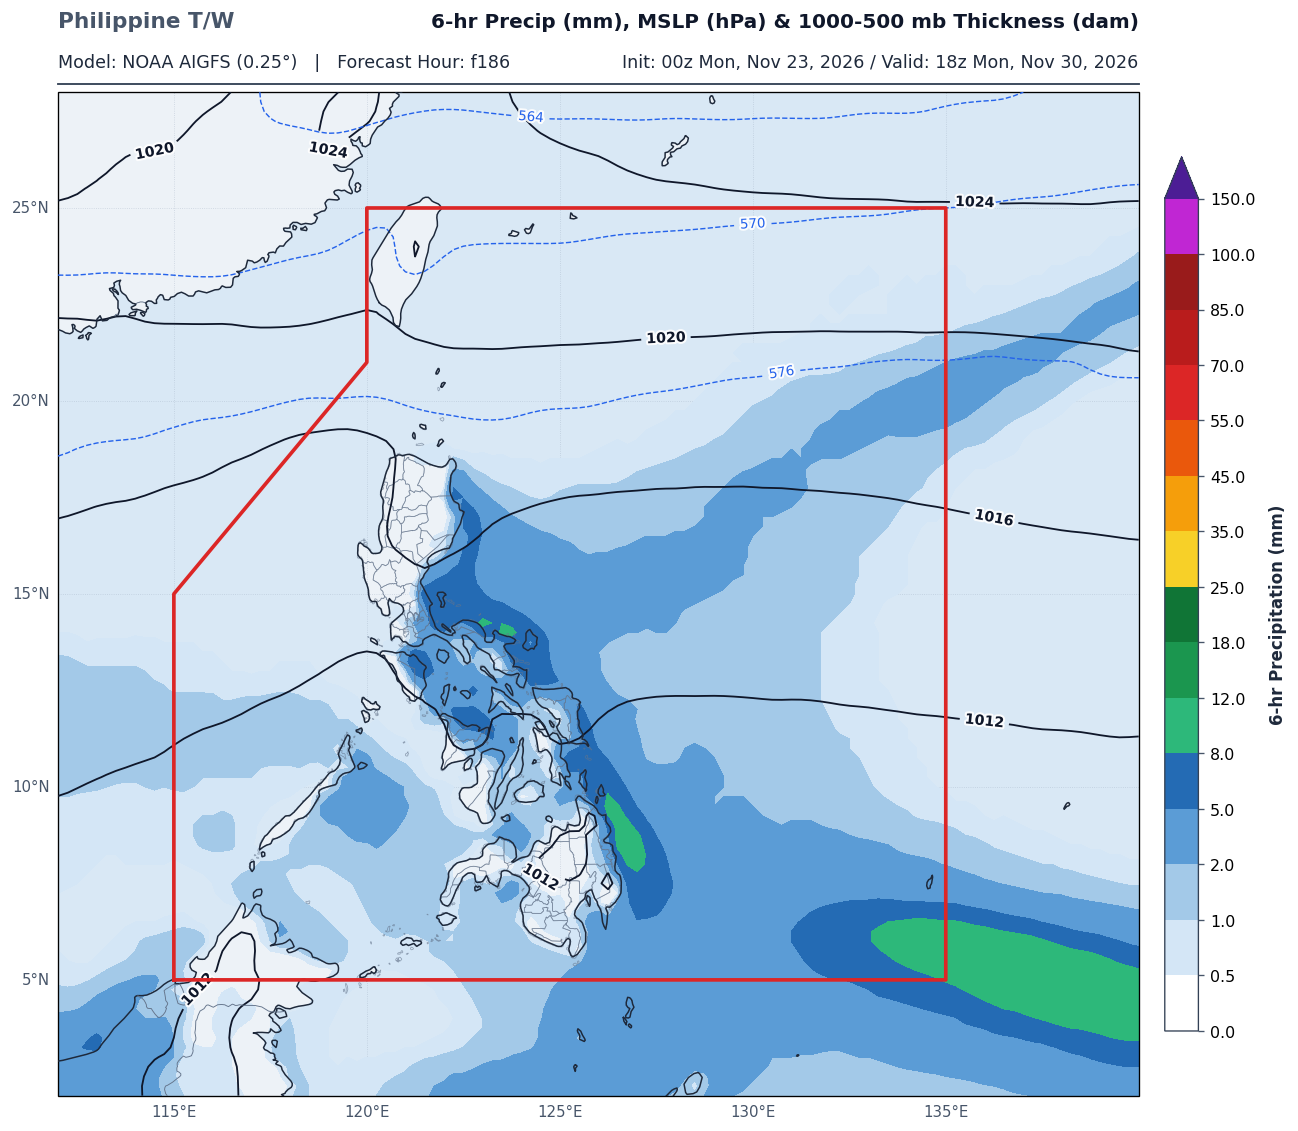 Philippine T/W
6-hr Precip (mm), MSLP (hPa) & 1000-500 mb Thickness (dam)
Model: NOAA AIGFS (0.25°) | Forecast Hour: f186
Init: 00z Mon, Nov 23, 2026 / Valid: 18z Mon, Nov 30, 2026
564
1020
1024
1024
570
1020
576
1016
1012
1012
1012
25°N
20°N
15°N
10°N
5°N
115°E
120°E
125°E
130°E
135°E
150.0
100.0
85.0
70.0
55.0
45.0
35.0
25.0
18.0
12.0
8.0
5.0
2.0
1.0
0.5
0.0
6-hr Precipitation (mm)